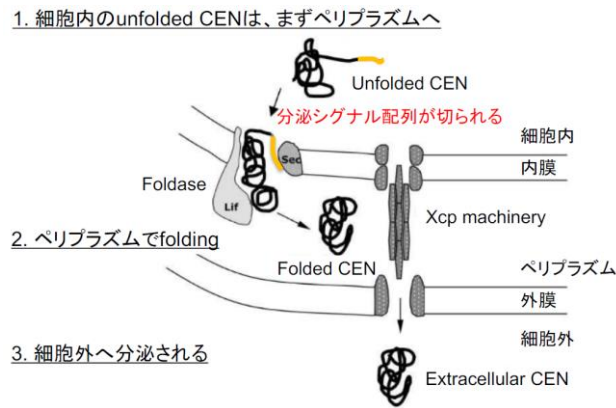 1. 細胞内のunfolded CENは、まずペリプラズムへ
Unfolded CEN
分泌シグナル配列が切られる
細胞内
Sec
内膜
Foldase
Lif
Xcp machinery
2. ペリプラズムでfolding
Folded CEN
ペリプラズム
外膜
細胞外
3. 細胞外へ分泌される
Extracellular CEN